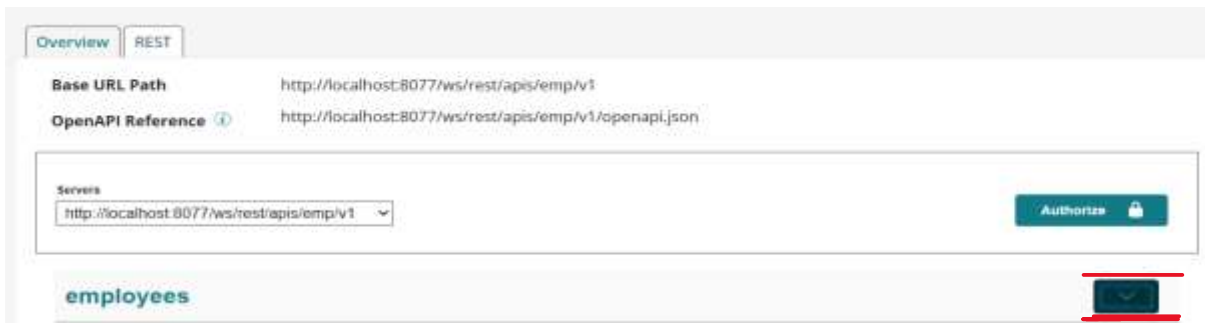 Overview REST
Base URL Path http://localhost:8077/ws/rest/apis/emp/v1
OpenAPI Reference http://localhost:8077/ws/rest/apis/emp/v1/openapi.json
Servers
http://localhost:8077/ws/rest/apis/emp/v1
Authorize
employees